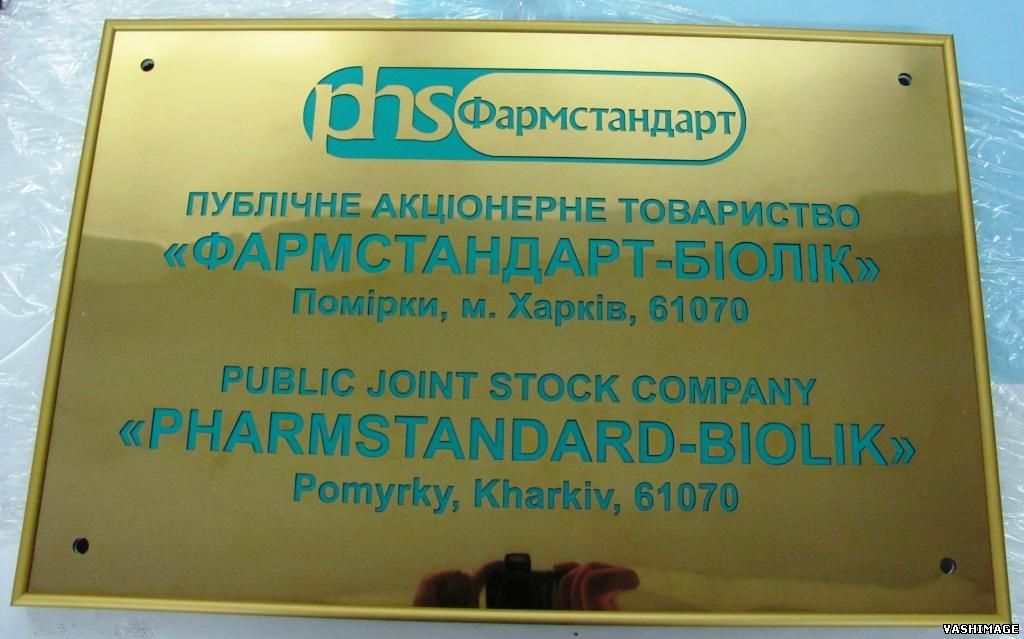 phs Фармстандарт
ПУБЛІЧНЕ АКЦІОНЕРНЕ ТОВАРИСТВО
«ФАРМСТАНДАРТ-БІОЛІК»
Помірки, м. Харків, 61070
PUBLIC JOINT STOCK COMPANY
«PHARMSTANDARD-BIOLIK»
Pomyrky, Kharkiv, 61070
VASHIMAGE